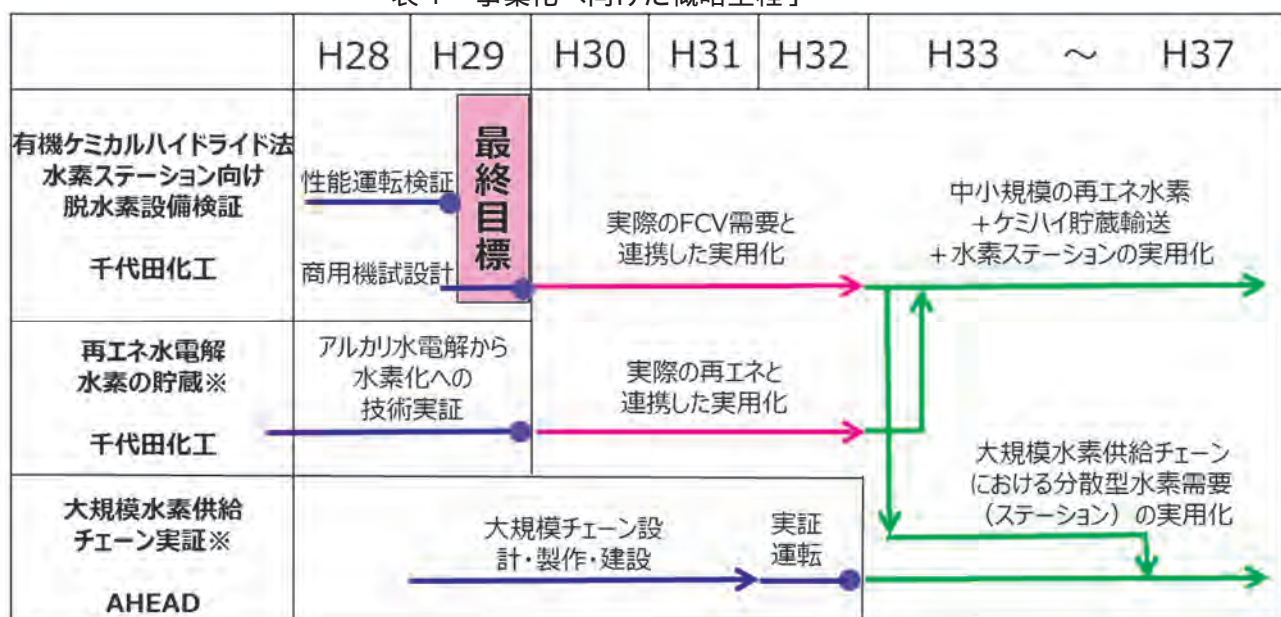 H28 H29 H30 H31 H32 H33 ～ H37
有機ケミカルハイドライド法
水素ステーション向け
脱水素設備検証
千代田化工
性能運転検証
商用機試設計
最終目標
実際のFCV需要と
連携した実用化
中小規模の再エネ水素
＋ケミハイ貯蔵輸送
＋水素ステーションの実用化
再エネ水電解
水素の貯蔵※
千代田化工
アルカリ水電解から
水素化への
技術実証
実際の再エネと
連携した実用化
大規模水素供給
チェーン実証※
AHEAD
大規模チェーン設
計・製作・建設
実証
運転
大規模水素供給チェーン
における分散型水素需要
（ステーション）の実用化